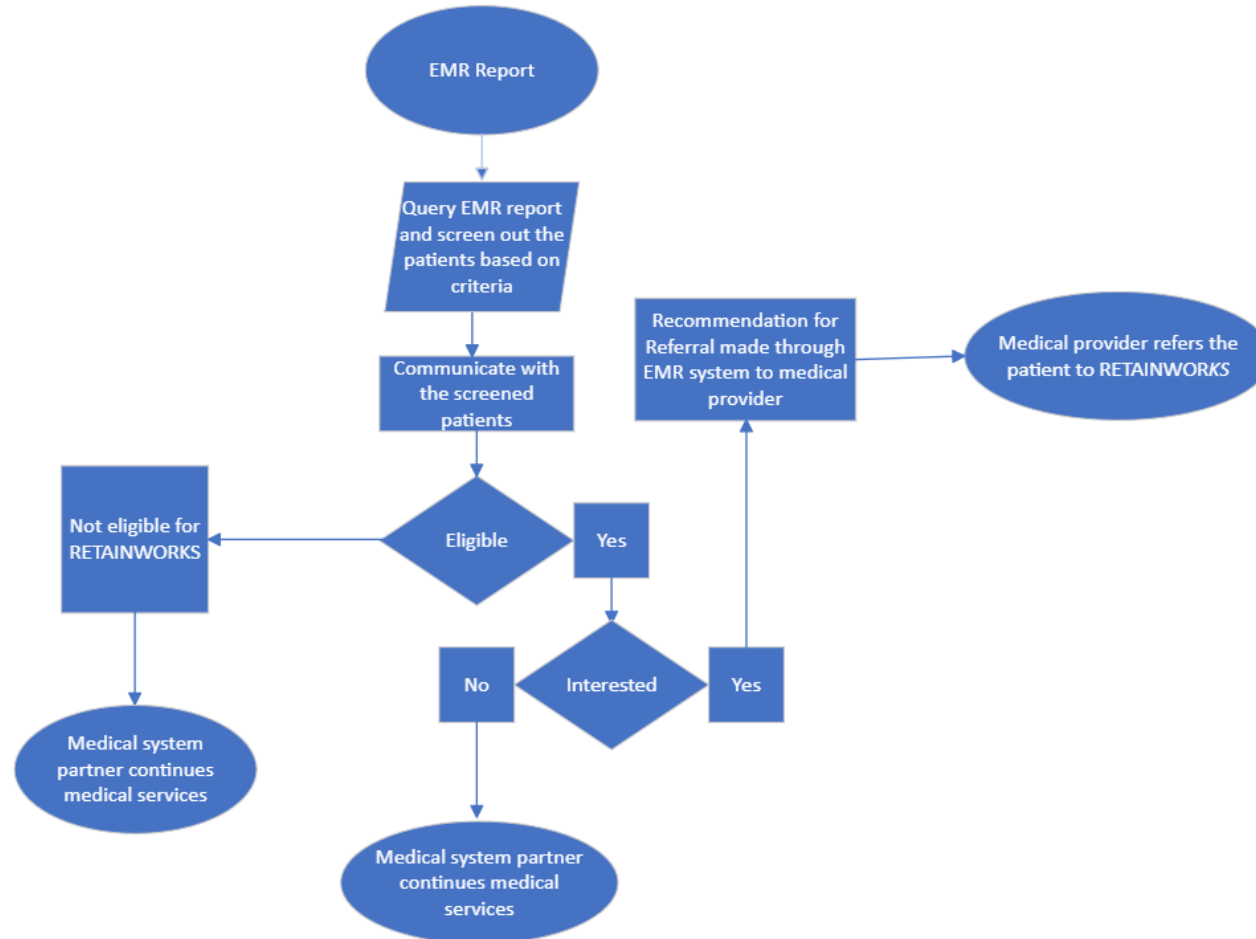 EMR Report
Query EMR report
and screen out the
patients based on
criteria
Communicate with
the screened
patients
Eligible
Yes
Not eligible for
RETAINWORKS
Medical system
partner continues
medical services
Interested
No
Yes
Medical system partner
continues medical
services
Recommendation for
Referral made through
EMR system to medical
provider
Medical provider refers the
patient to RETAINWORKS